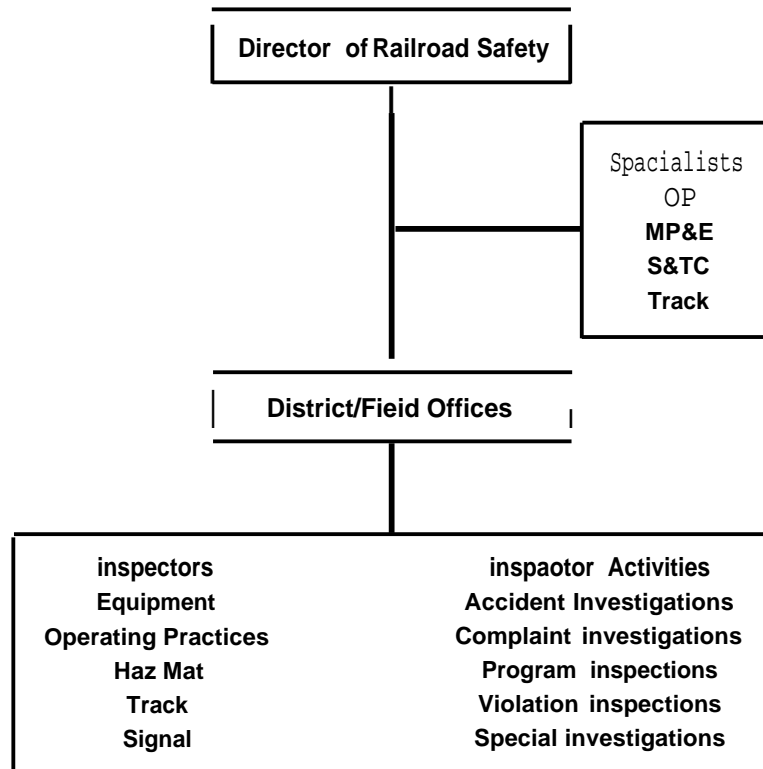 Director of Railroad Safety
Spacialists
OP
MP&E
S&TC
Track
District/Fieid Offices
inspectors
Equipment
Operating Practices
Haz Mat
Track
Signal
inspaotor Activities
Accident Investigations
Complaint investigations
Program inspections
Violation inspections
Special investigations